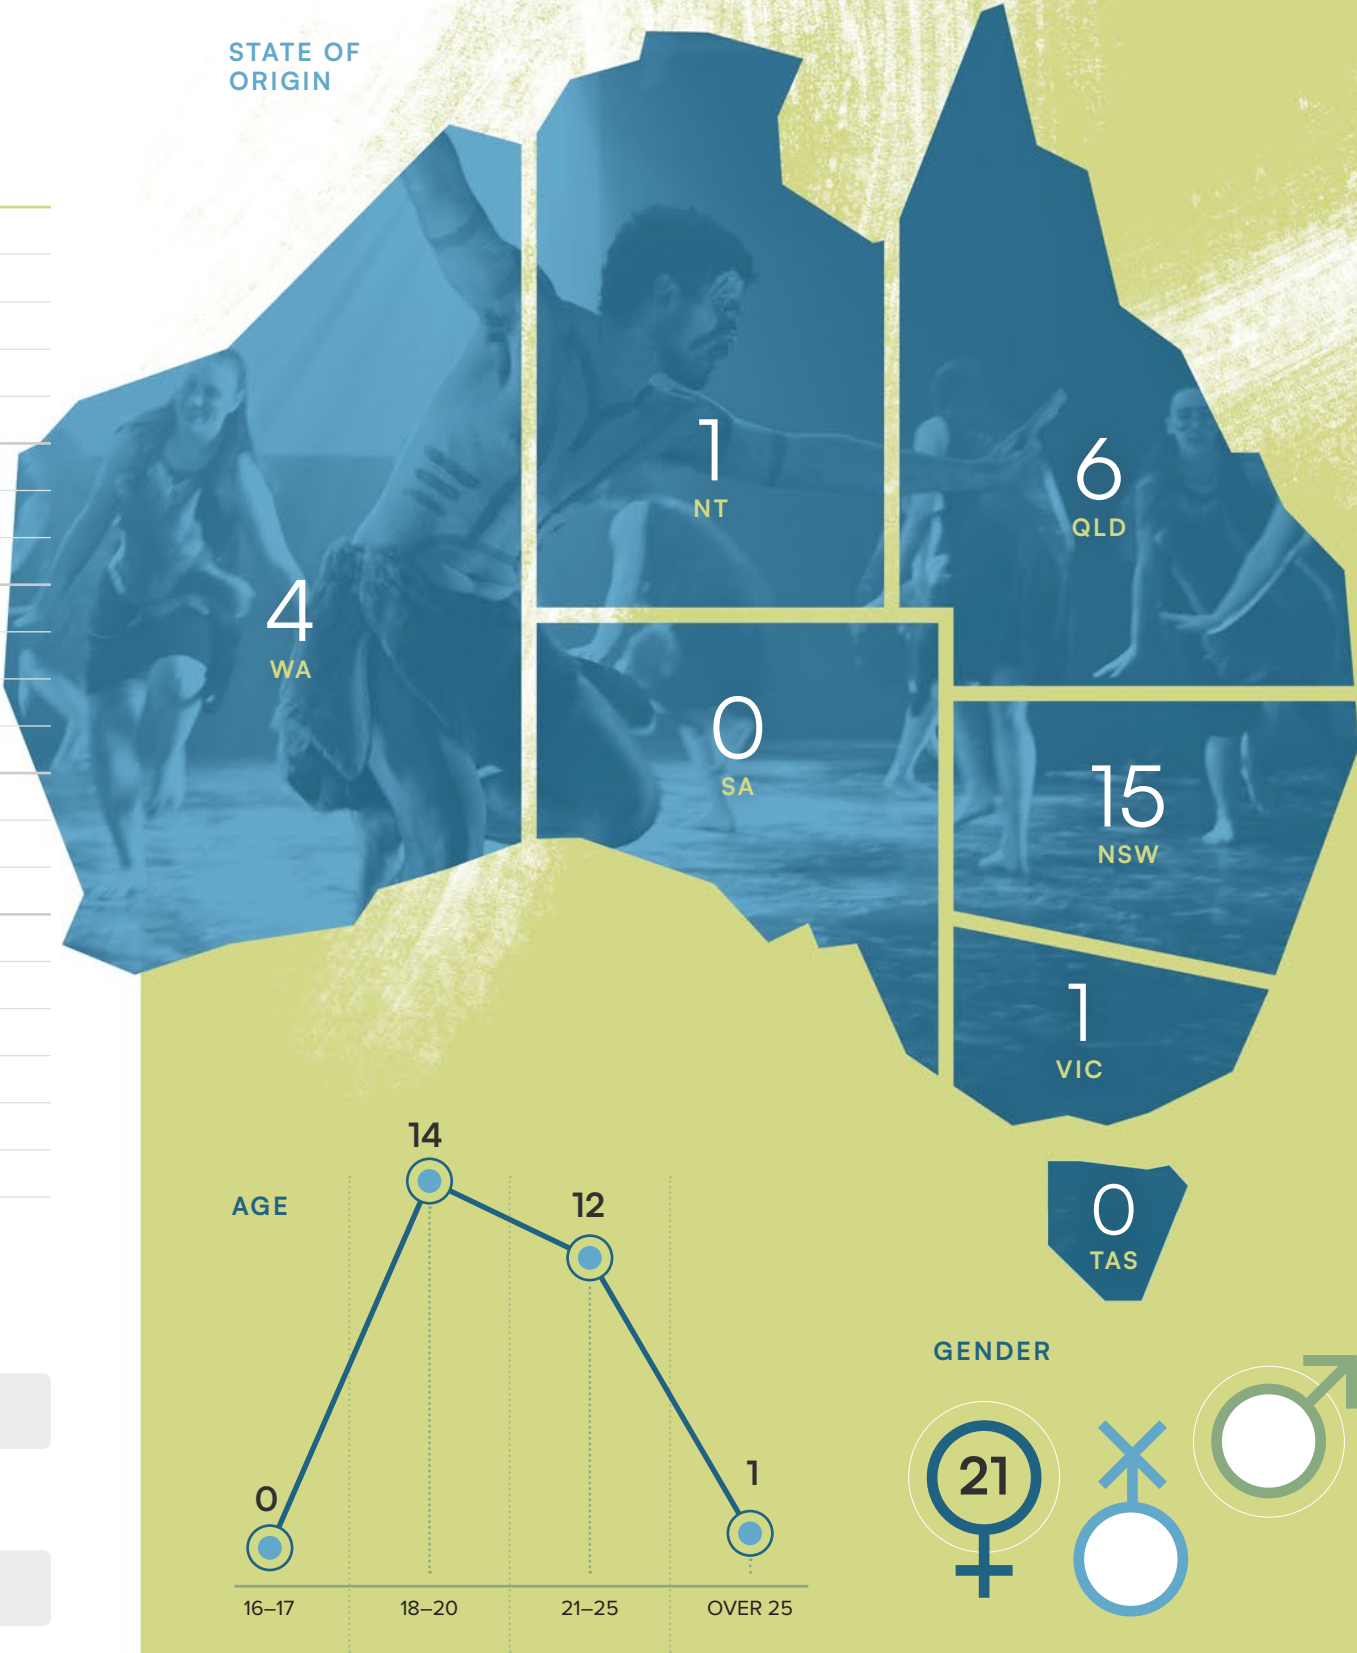 STATE OF
ORIGIN
1
NT
6
QLD
4
WA
0
SA
15
NSW
1
VIC
0
TAS
AGE
14
12
0
1
16–17
18–20
21–25
OVER 25
GENDER
21